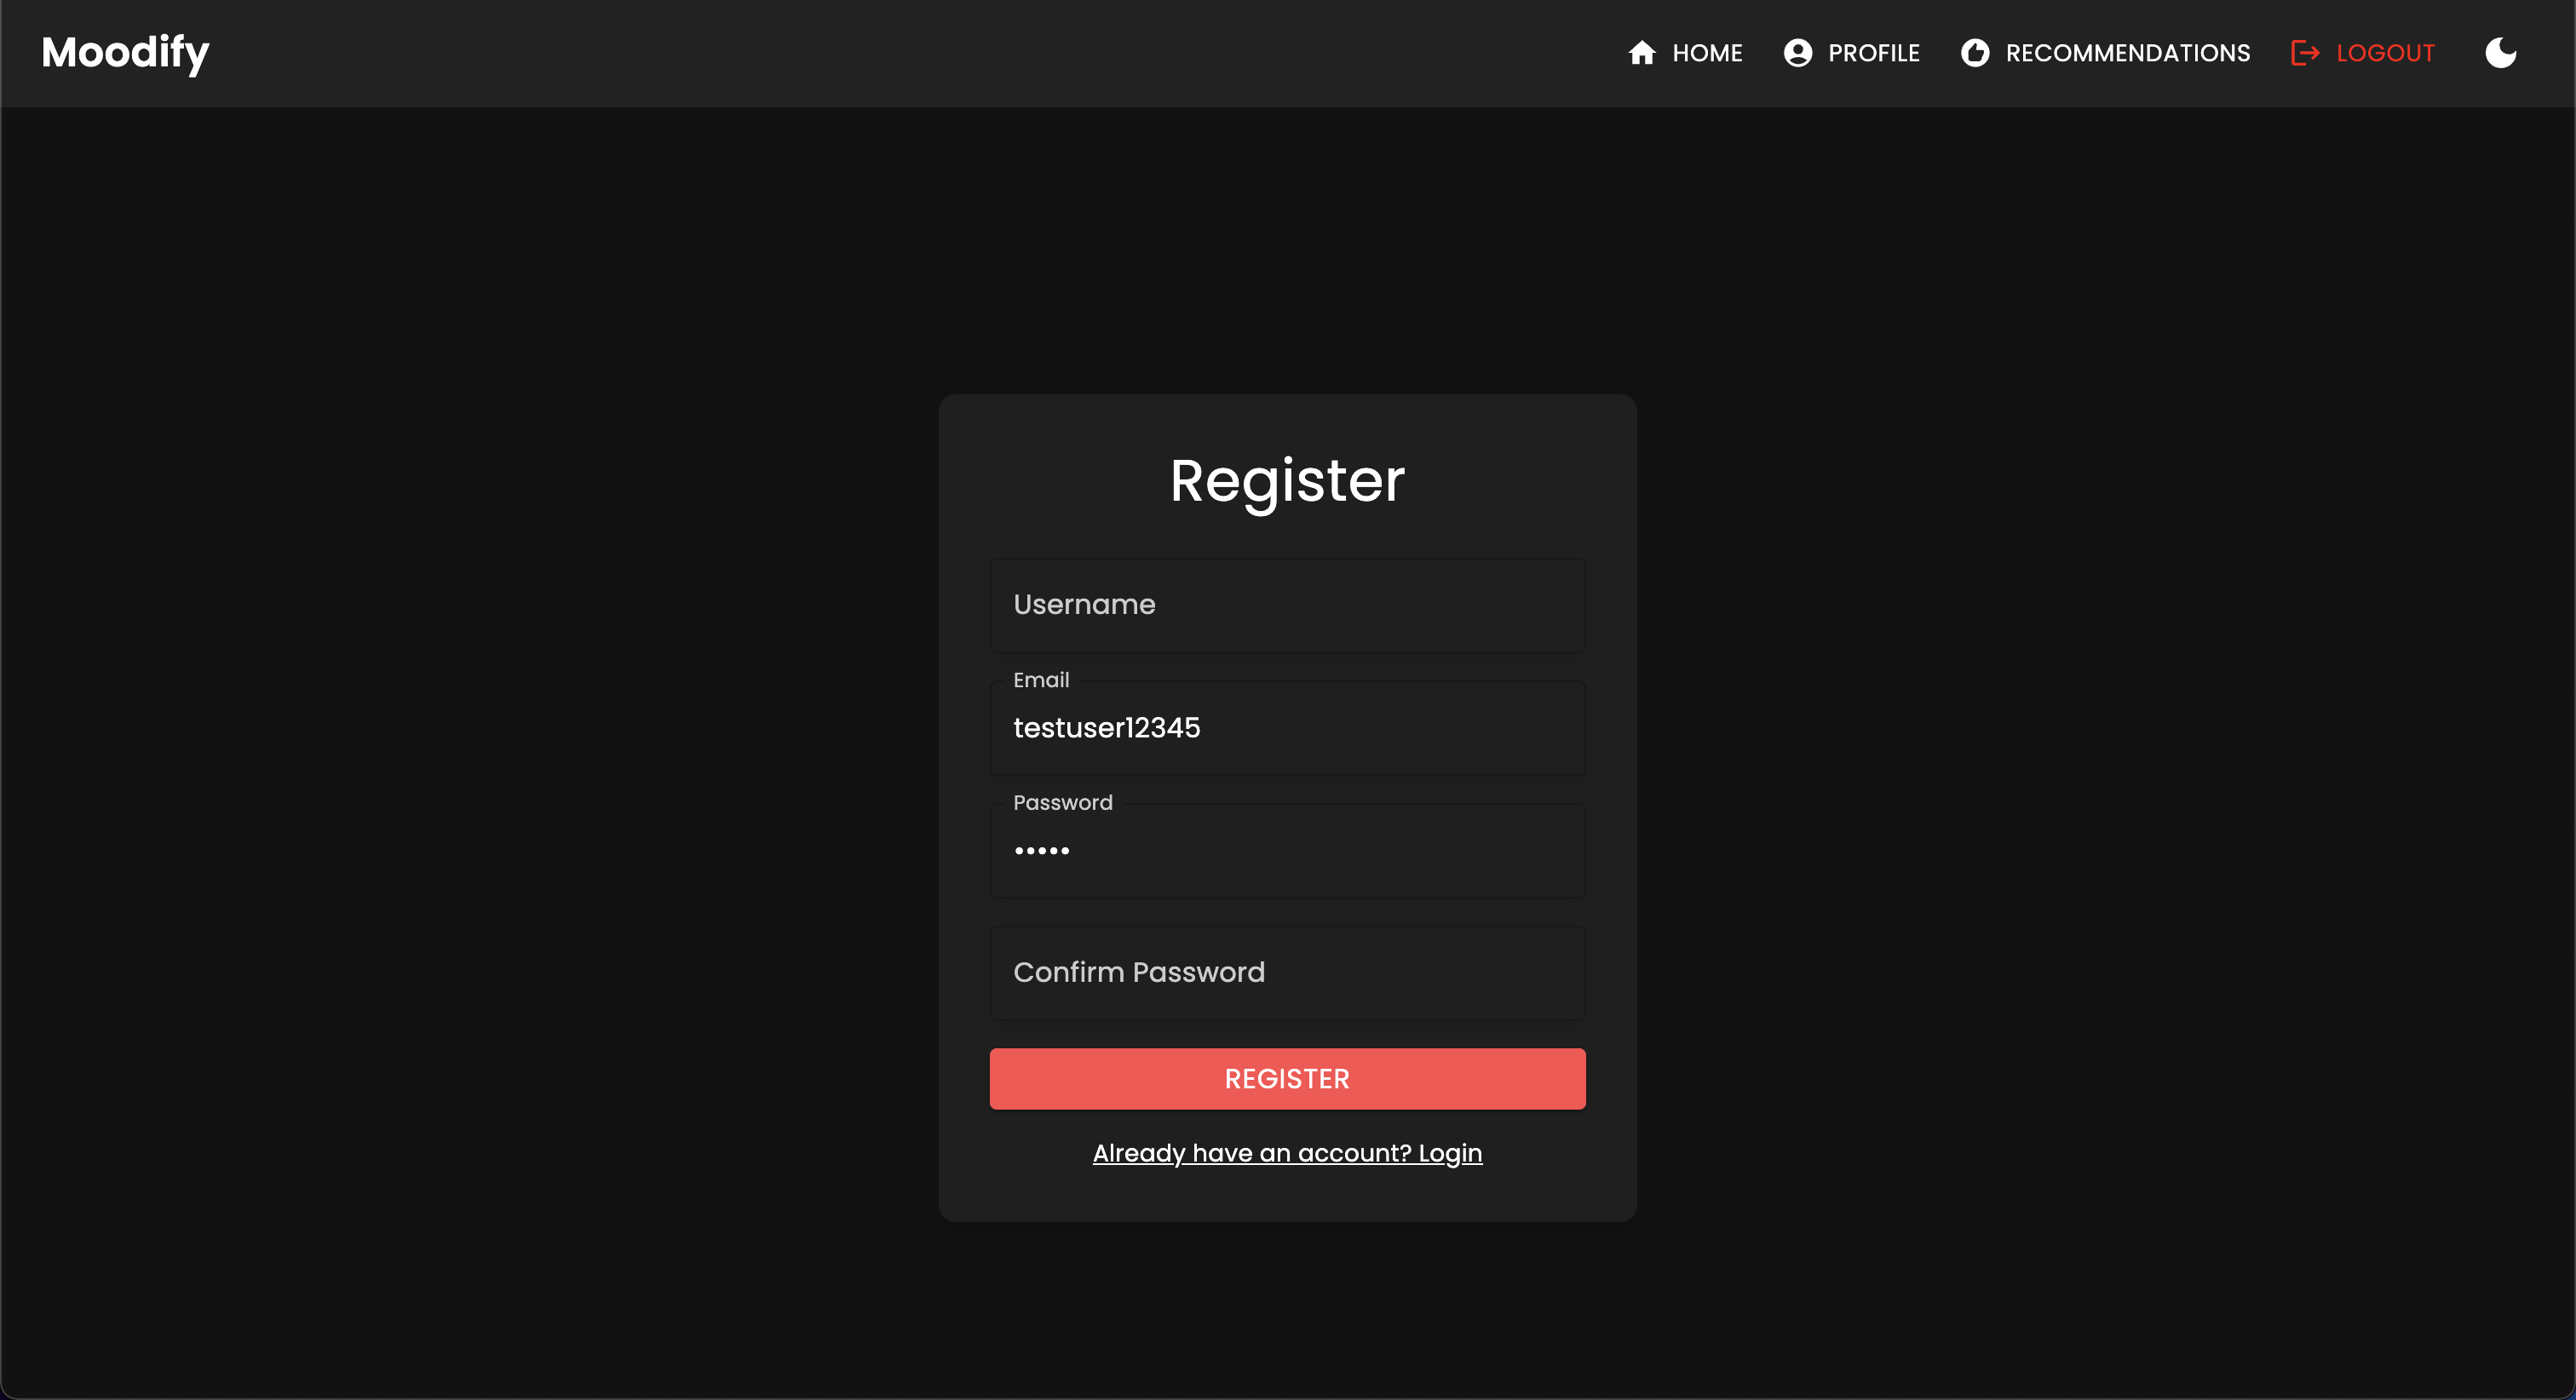 Moodify
HOME PROFILE RECOMMENDATIONS LOGOUT
Register
Username
Email
testuser12345
Password
•••••
Confirm Password
REGISTER
Already have an account? Login